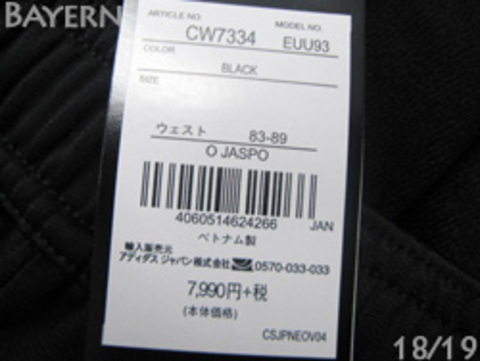 BAYERN
ARTICLE NO. MODEL NO.
CW7334 EUU93
COLOR
BLACK
SIZE
ウェスト 83-89
O JASPO
4060514624266 JAN
ベトナム製
輸入販売元
アディダス ジャパン株式会社 0570-033-033
7,990円+税
(本体価格)
CSJPNEOV04
18/19